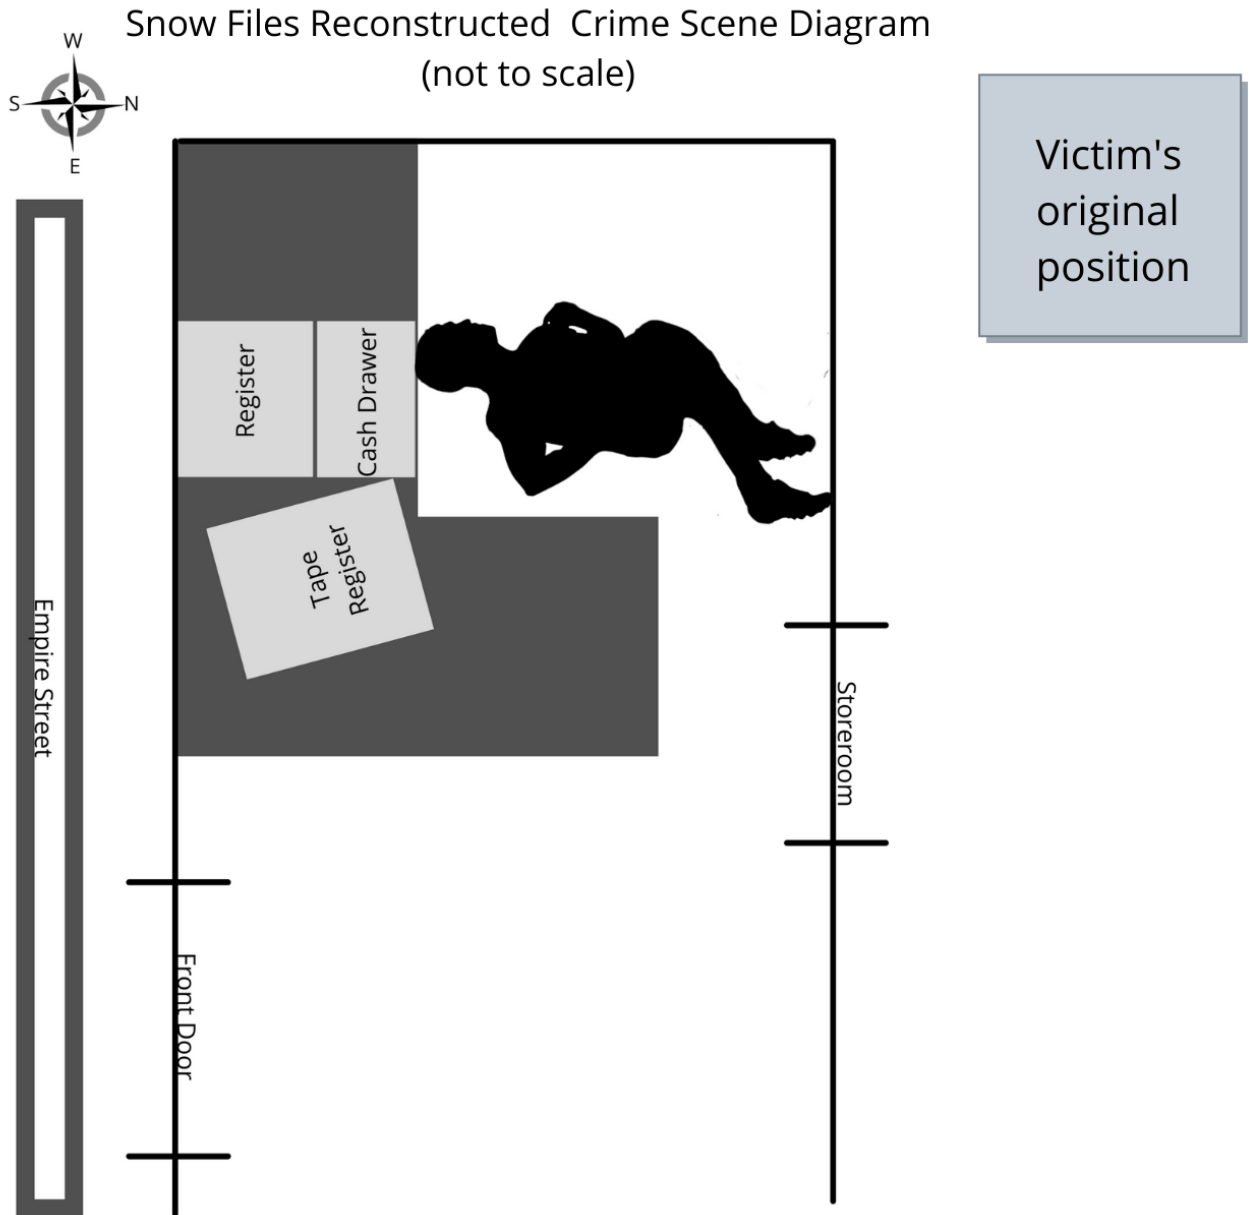 Snow Files Reconstructed Crime Scene Diagram
(not to scale)
W
S
N
E
Victim's
original
position
Register
Cash Drawer
Tape
Register
Empire Street
Storeroom
Front Door